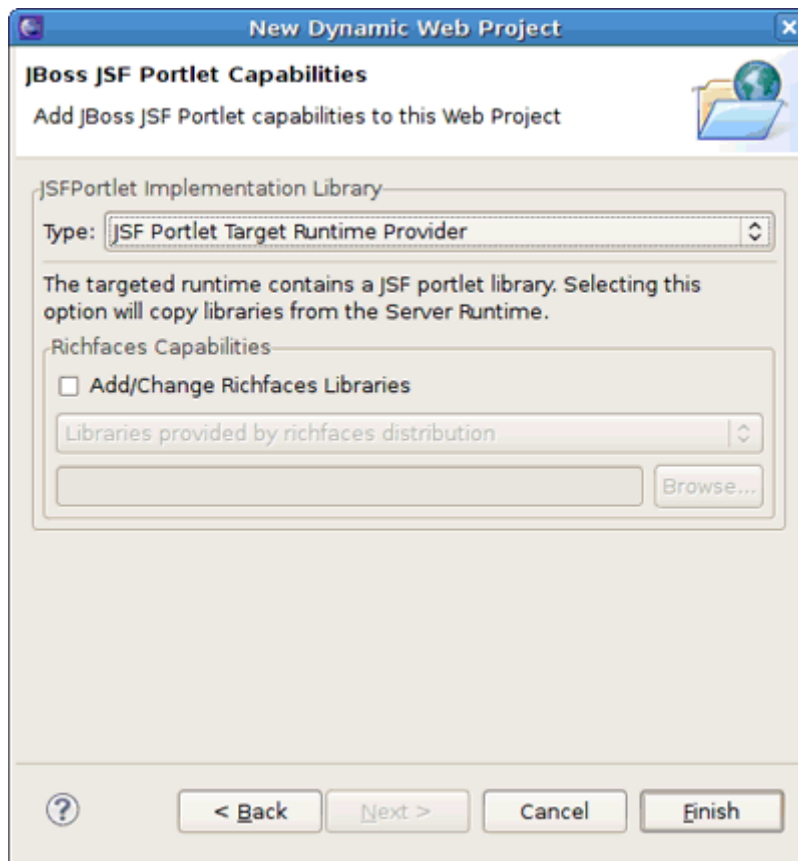 New Dynamic Web Project
JBoss JSF Portlet Capabilities
Add JBoss JSF Portlet capabilities to this Web Project
JSFPortlet Implementation Library
Type: JSF Portlet Target Runtime Provider
The targeted runtime contains a JSF portlet library. Selecting this
option will copy libraries from the Server Runtime.
Richfaces Capabilities
Add/Change Richfaces Libraries
Libraries provided by richfaces distribution
Browse...
? < Back Next > Cancel Finish